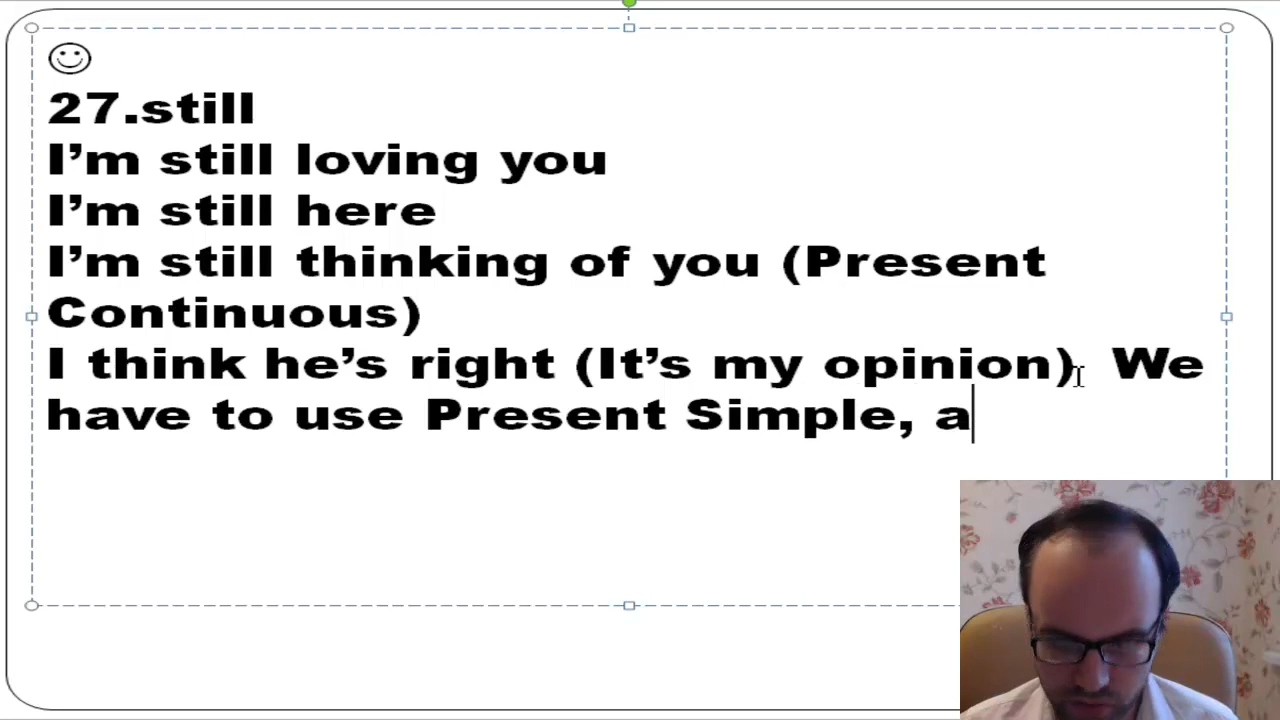 27.still
I’m still loving you
I’m still here
I’m still thinking of you (Present
Continuous)
I think he’s right (It’s my opinion). We
have to use Present Simple, a